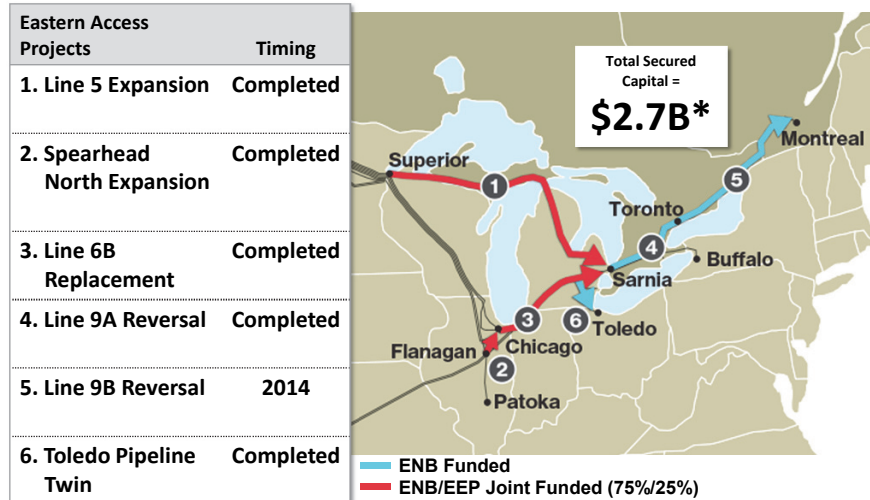 Eastern Access
Projects Timing
1. Line 5 Expansion Completed
2. Spearhead Completed
North Expansion
3. Line 6B Completed
Replacement
4. Line 9A Reversal Completed
5. Line 9B Reversal 2014
6. Toledo Pipeline Completed
Twin
Total Secured
Capital =
$2.7B*
Montreal
Superior
1
5
Toronto
4
Buffalo
Sarnia
3
6
Toledo
Flanagan
Chicago
2
Patoka
ENB Funded
ENB/EEP Joint Funded (75%/25%)